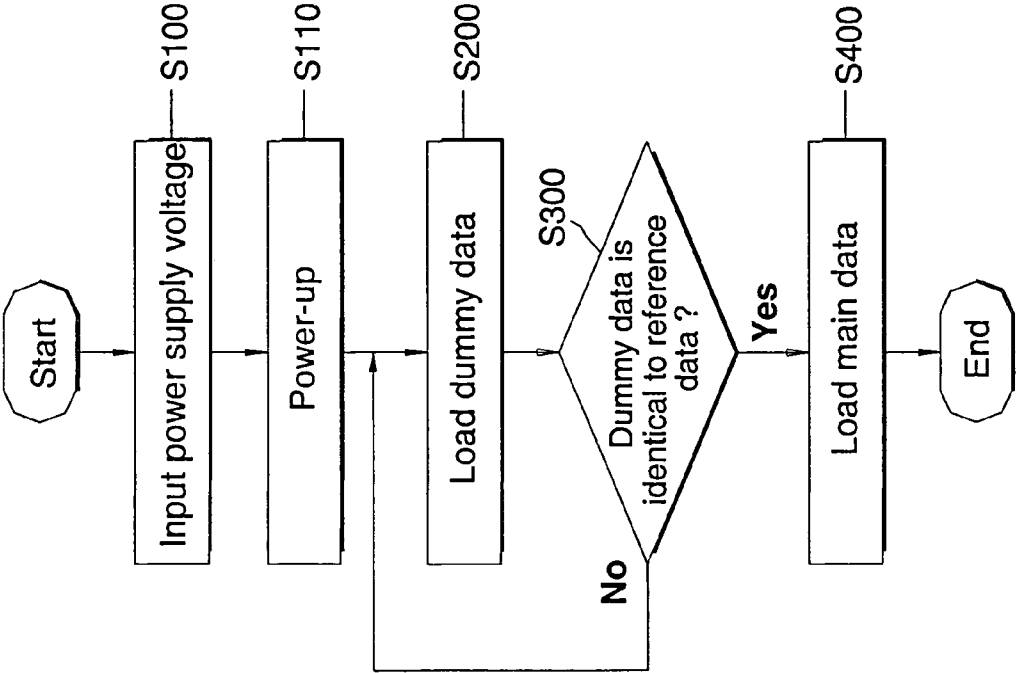 Start
Input power supply voltage
S100
Power-up
S110
Load dummy data
S200
S300
Dummy data is
identical to reference
data ?
No
Yes
Load main data
S400
End